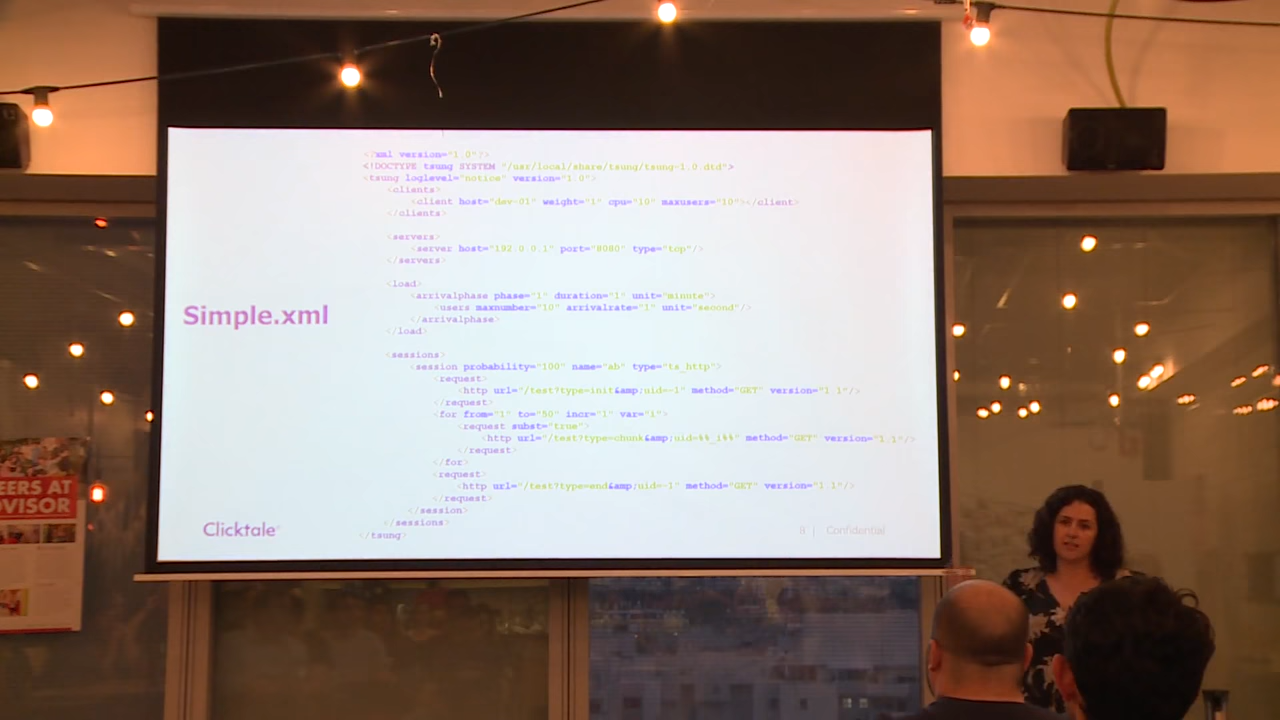 Simple.xml
<?xml version="1.0"?>
<!DOCTYPE tsung SYSTEM "/usr/local/share/tsung/tsung-1.0.dtd">
<tsung loglevel="notice" version="1.0">
<clients>
<client host="dev-01" weight="1" cpu="10" maxusers="10"></client>
</clients>
<servers>
<server host="192.0.0.1" port="8080" type="tcp"/>
</servers>
<load>
<arrivalphase phase="1" duration="1" unit="minute">
<users maxnumber="10" arrivalrate="1" unit="second"/>
</arrivalphase>
</load>
<sessions>
<session probability="100" name="ab" type="ts_http">
<request>
<http url="/test?type=init&amp;uid=-1" method="GET" version="1.1"/>
</request>
<for from="1" to="50" incr="1" var="i">
<request subst="true">
<http url="/test?type=chunk&amp;uid=%%_i%%" method="GET" version="1.1"/>
</request>
</for>
<request>
<http url="/test?type=end&amp;uid=-1" method="GET" version="1.1"/>
</request>
</session>
</sessions>
</tsung>
Clicktale
8 | Confidential
EERS AT
DVISOR